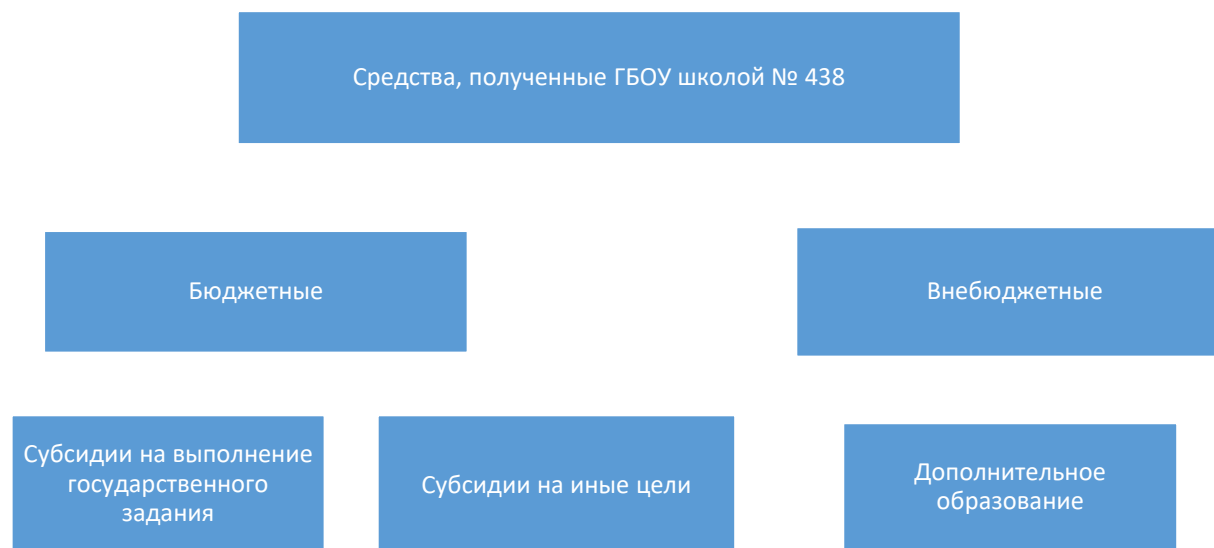 Средства, полученные ГБОУ школой № 438
Бюджетные
Внебюджетные
Субсидии на выполнение
государственного
задания
Субсидии на иные цели
Дополнительное
образование